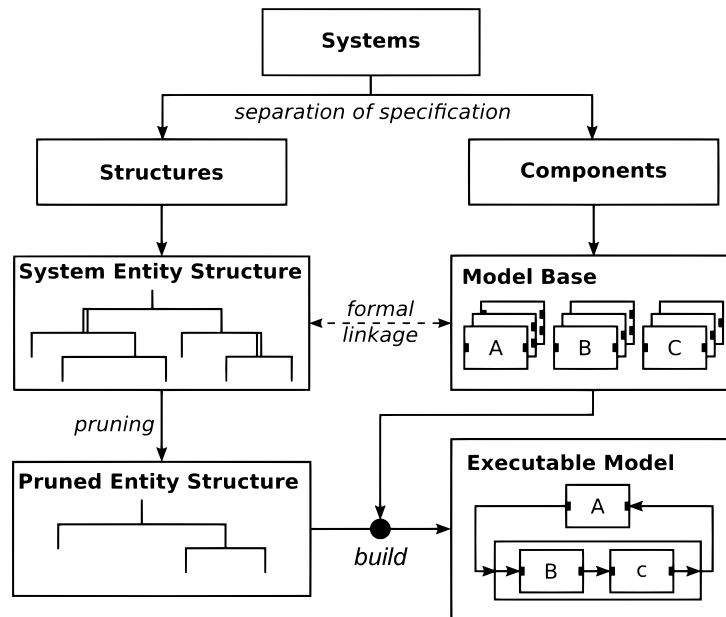 Systems
separation of specification
Structures
Components
System Entity Structure
Model Base
formal
linkage
A
B
C
pruning
Pruned Entity Structure
build
Executable Model
A
B
c